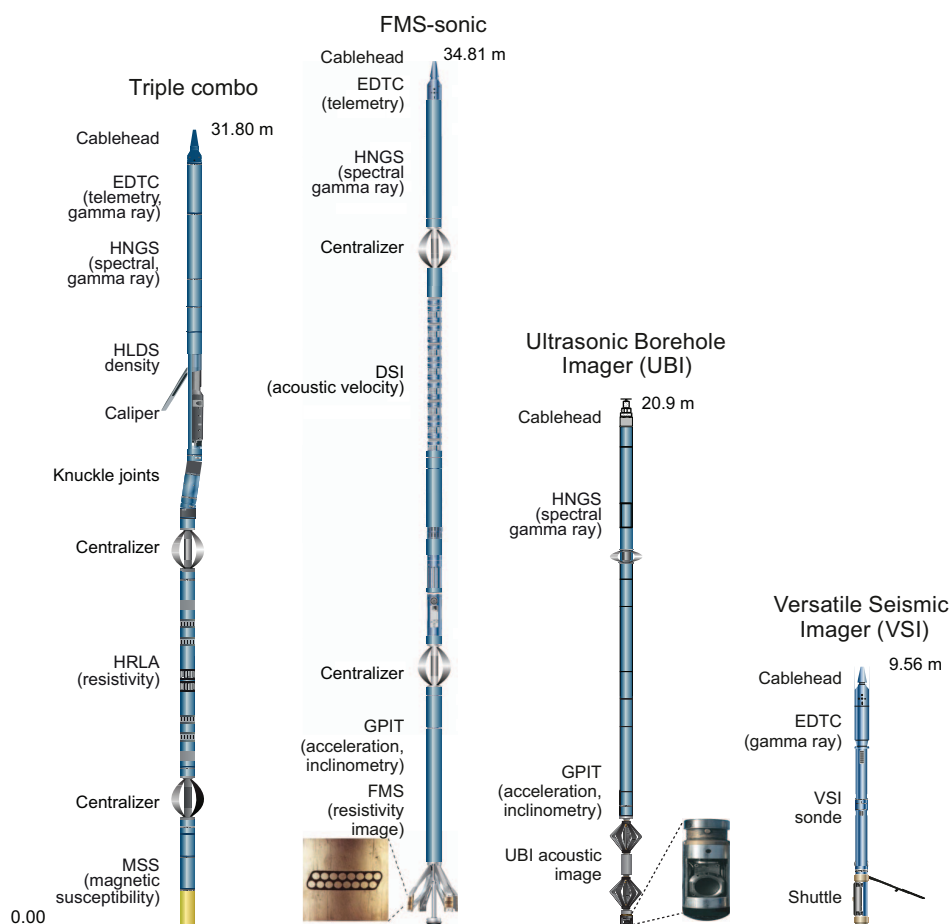 Triple combo
31.80 m
Cablehead
EDTC
(telemetry,
gamma ray)
HNGS
(spectral,
gamma ray)
HLDS
density
Caliper
Knuckle joints
Centralizer
HRLA
(resistivity)
Centralizer
MSS
(magnetic
susceptibility)
0.00
FMS-sonic
Cablehead
34.81 m
EDTC
(telemetry)
HNGS
(spectral
gamma ray)
Centralizer
DSI
(acoustic velocity)
Centralizer
GPIT
(acceleration,
inclinometry)
FMS
(resistivity
image)
Ultrasonic Borehole
Imager (UBI)
20.9 m
Cablehead
HNGS
(spectral
gamma ray)
GPIT
(acceleration,
inclinometry)
UBI acoustic
image
Versatile Seismic
Imager (VSI)
9.56 m
Cablehead
EDTC
(gamma ray)
VSI
sonde
Shuttle